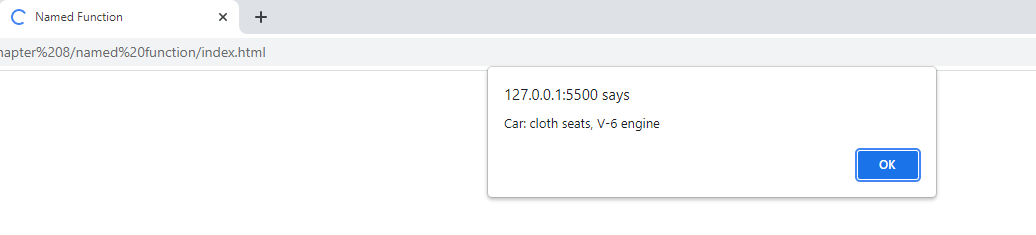 Named Function
hapter%208/named%20function/index.html
127.0.0.1:5500 says
Car: cloth seats, V-6 engine
OK